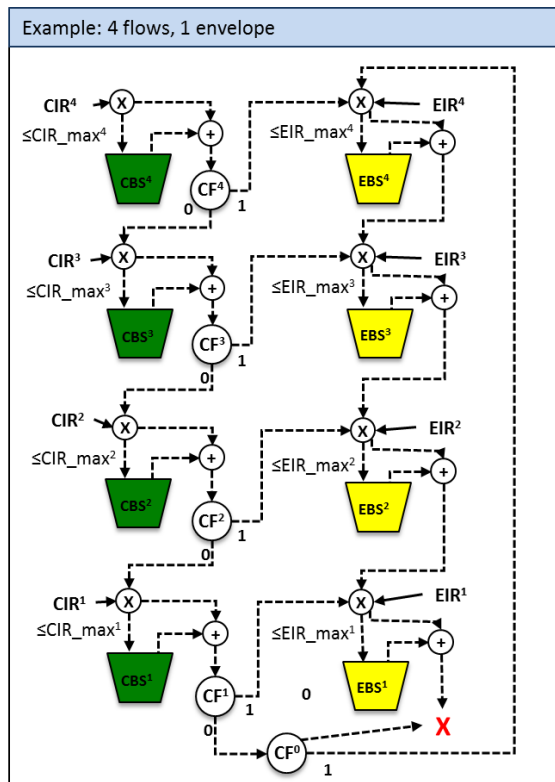 Example: 4 flows, 1 envelope
CIR⁴ X X EIR⁴
≤CIR_max⁴ + ≤EIR_max⁴ +
CBS⁴ CF⁴ EBS⁴
0 1
CIR³ X X EIR³
≤CIR_max³ + ≤EIR_max³ +
CBS³ CF³ EBS³
0 1
CIR² X X EIR²
≤CIR_max² + ≤EIR_max² +
CBS² CF² EBS²
0 1
CIR¹ X X EIR¹
≤CIR_max¹ + ≤EIR_max¹ +
CBS¹ CF¹ EBS¹
0 1 0 X
CF⁰
1